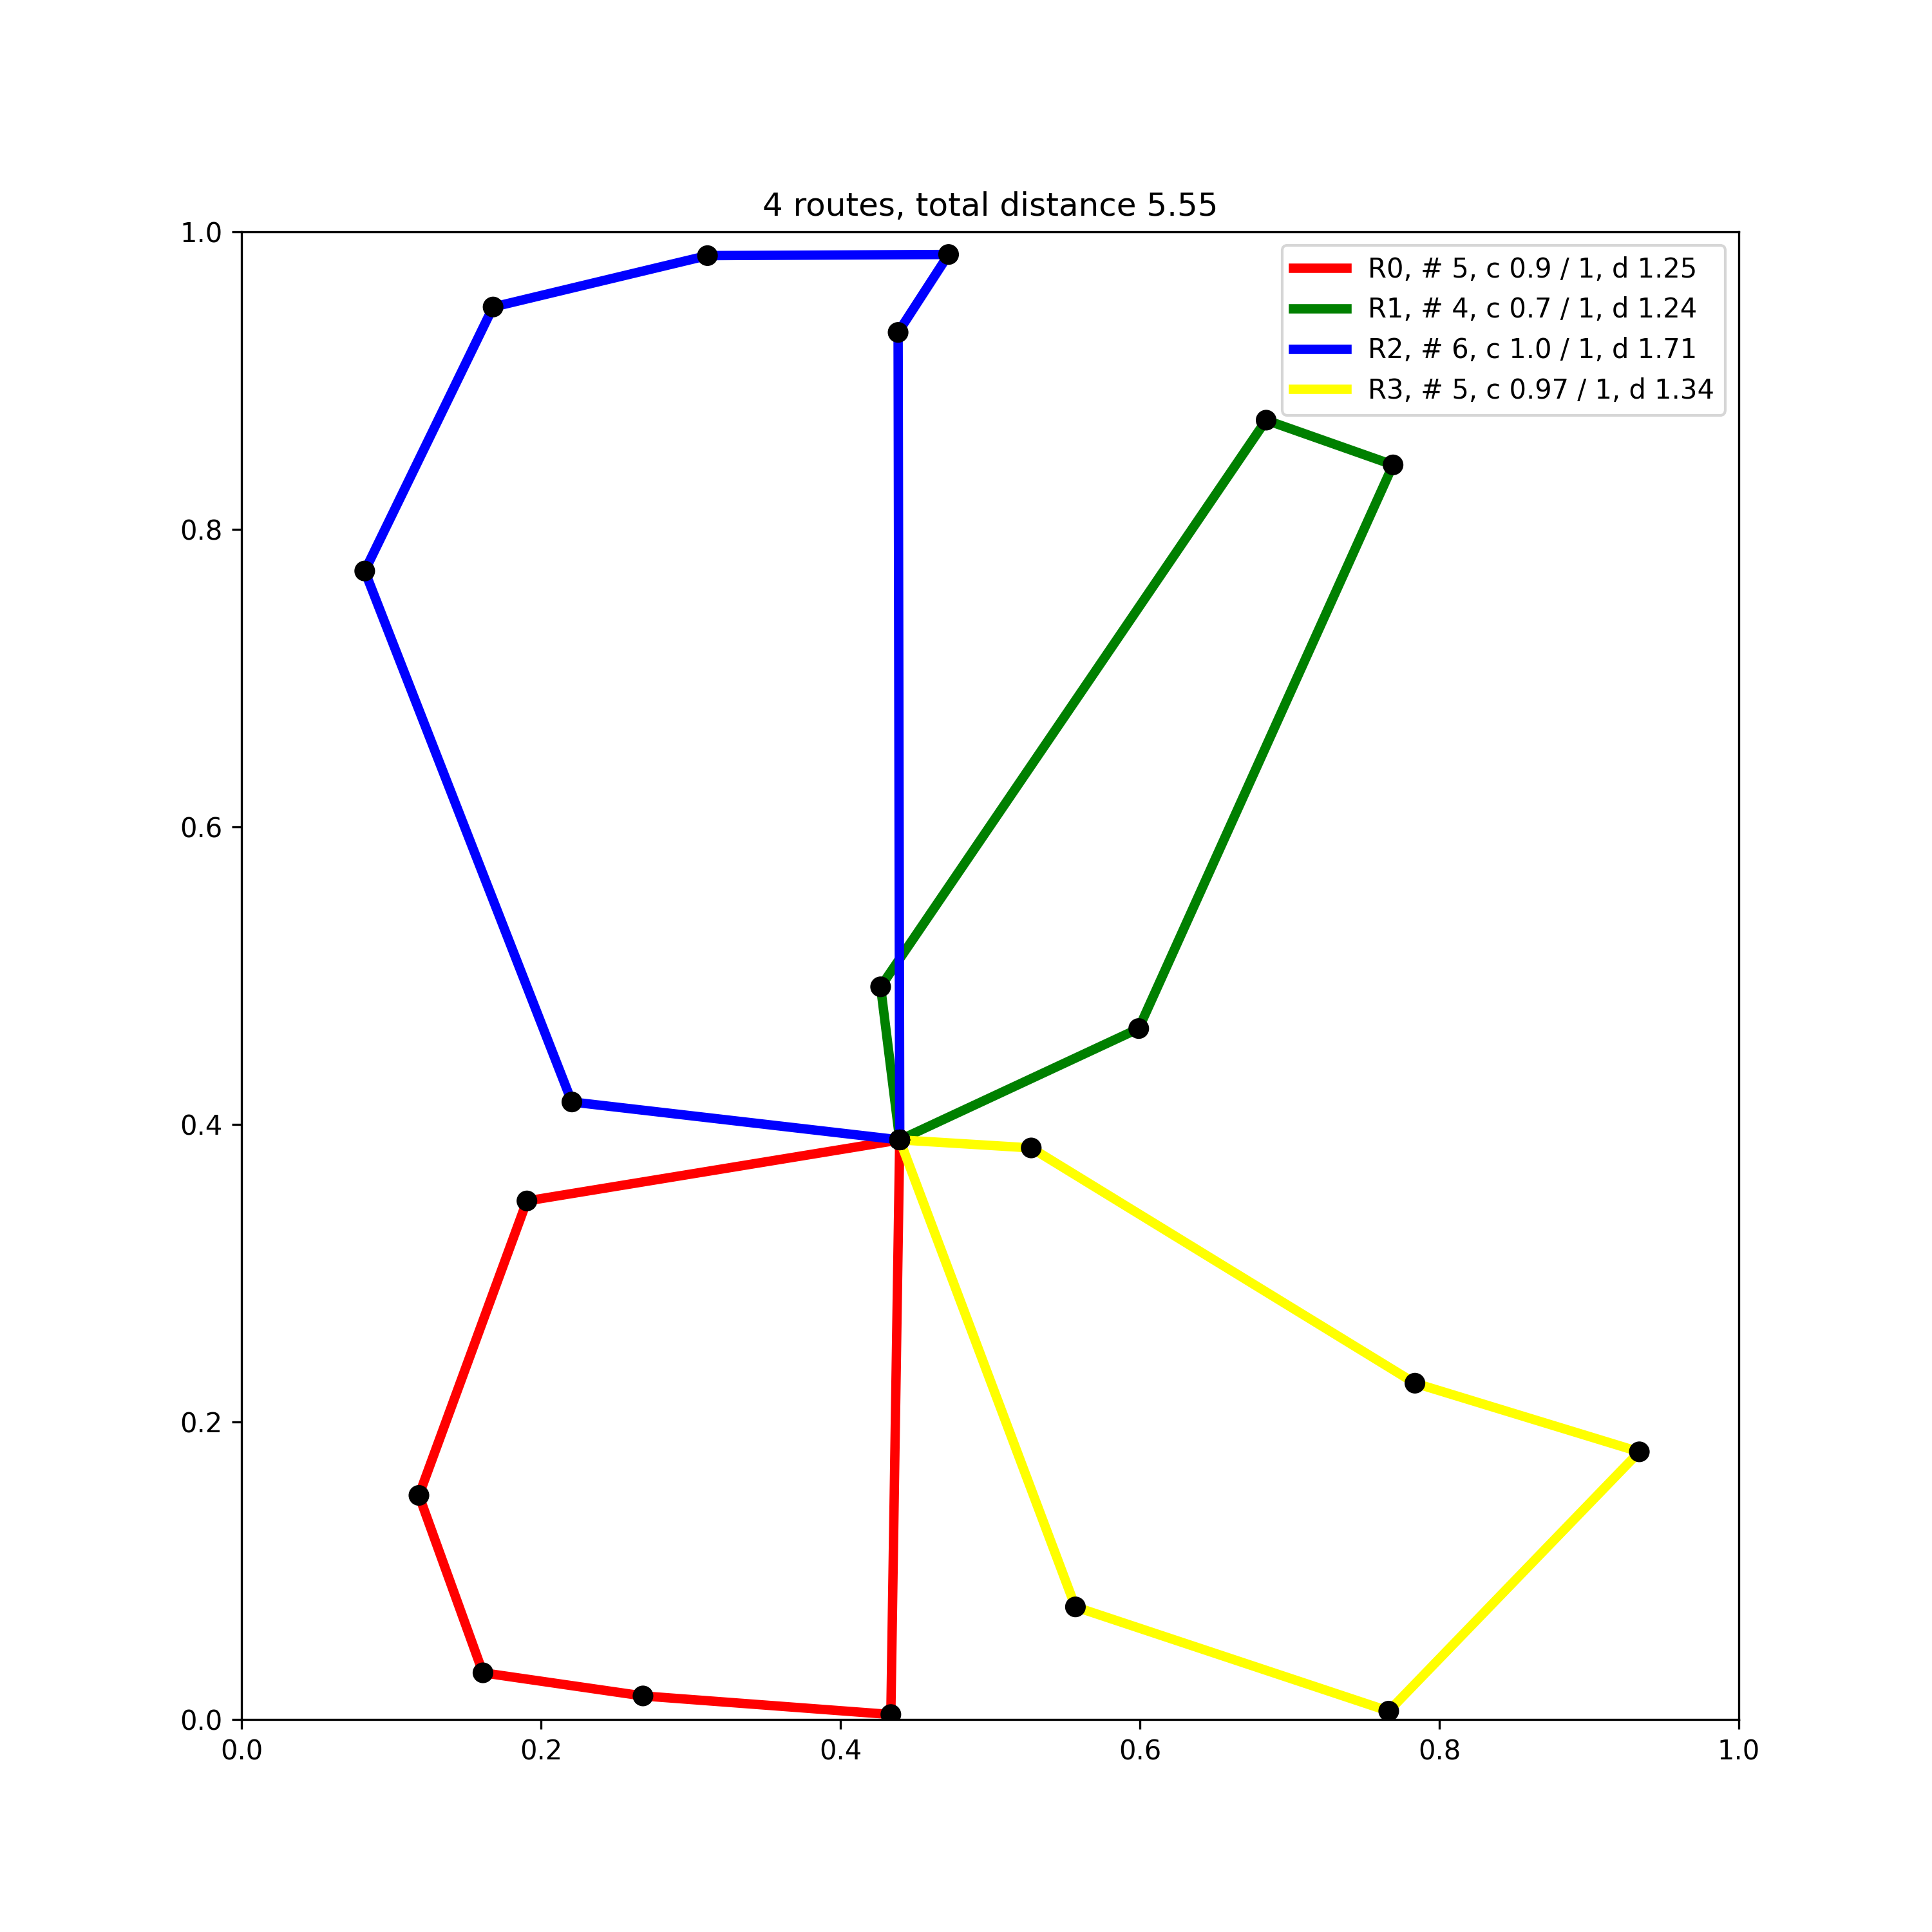 4 routes, total distance 5.55
R0, # 5, c 0.9 / 1, d 1.25
R1, # 4, c 0.7 / 1, d 1.24
R2, # 6, c 1.0 / 1, d 1.71
R3, # 5, c 0.97 / 1, d 1.34
1.0
0.8
0.6
0.4
0.2
0.0
0.0 0.2 0.4 0.6 0.8 1.0